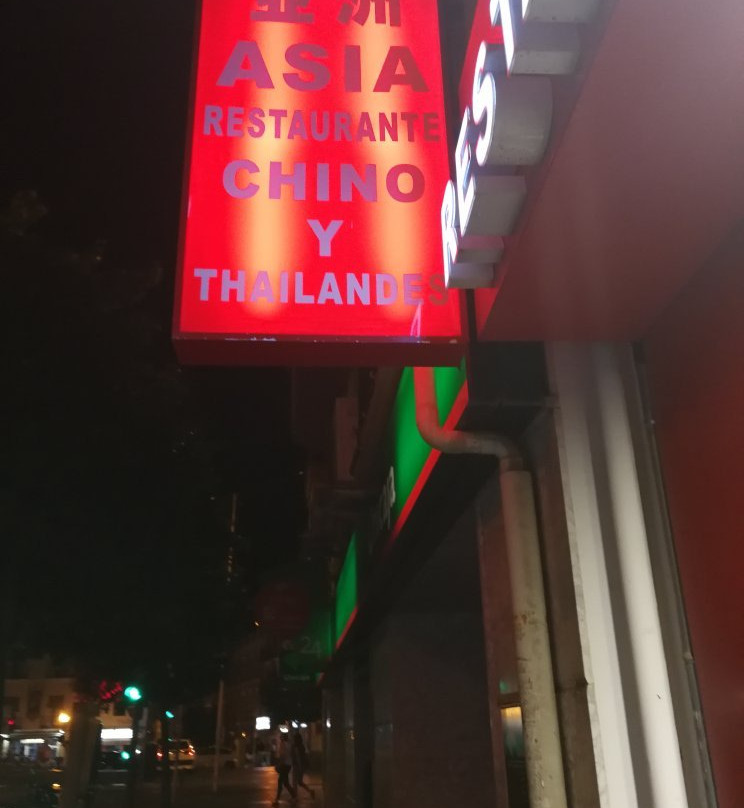 亚洲
ASIA
RESTAURANTE
CHINO
Y
THAILANDES
REST